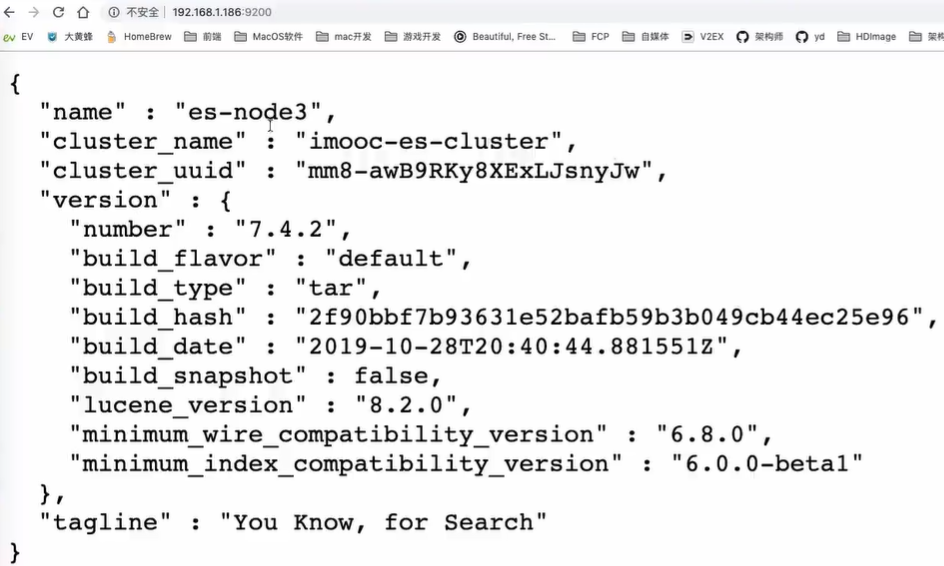 不安全 | 192.168.1.186:9200
EV 大黄蜂 HomeBrew 前端 MacOS软件 mac开发 游戏开发 Beautiful, Free St... FCP 自媒体 V2EX 架构师 yd HDImage
{
"name" : "es-node3",
"cluster_name" : "imooc-es-cluster",
"cluster_uuid" : "mm8-awB9RKy8XExLJsnyJw",
"version" : {
"number" : "7.4.2",
"build_flavor" : "default",
"build_type" : "tar",
"build_hash" : "2f90bbf7b93631e52bafb59b3b049cb44ec25e96",
"build_date" : "2019-10-28T20:40:44.881551Z",
"build_snapshot" : false,
"lucene_version" : "8.2.0",
"minimum_wire_compatibility_version" : "6.8.0",
"minimum_index_compatibility_version" : "6.0.0-beta1"
},
"tagline" : "You Know, for Search"
}